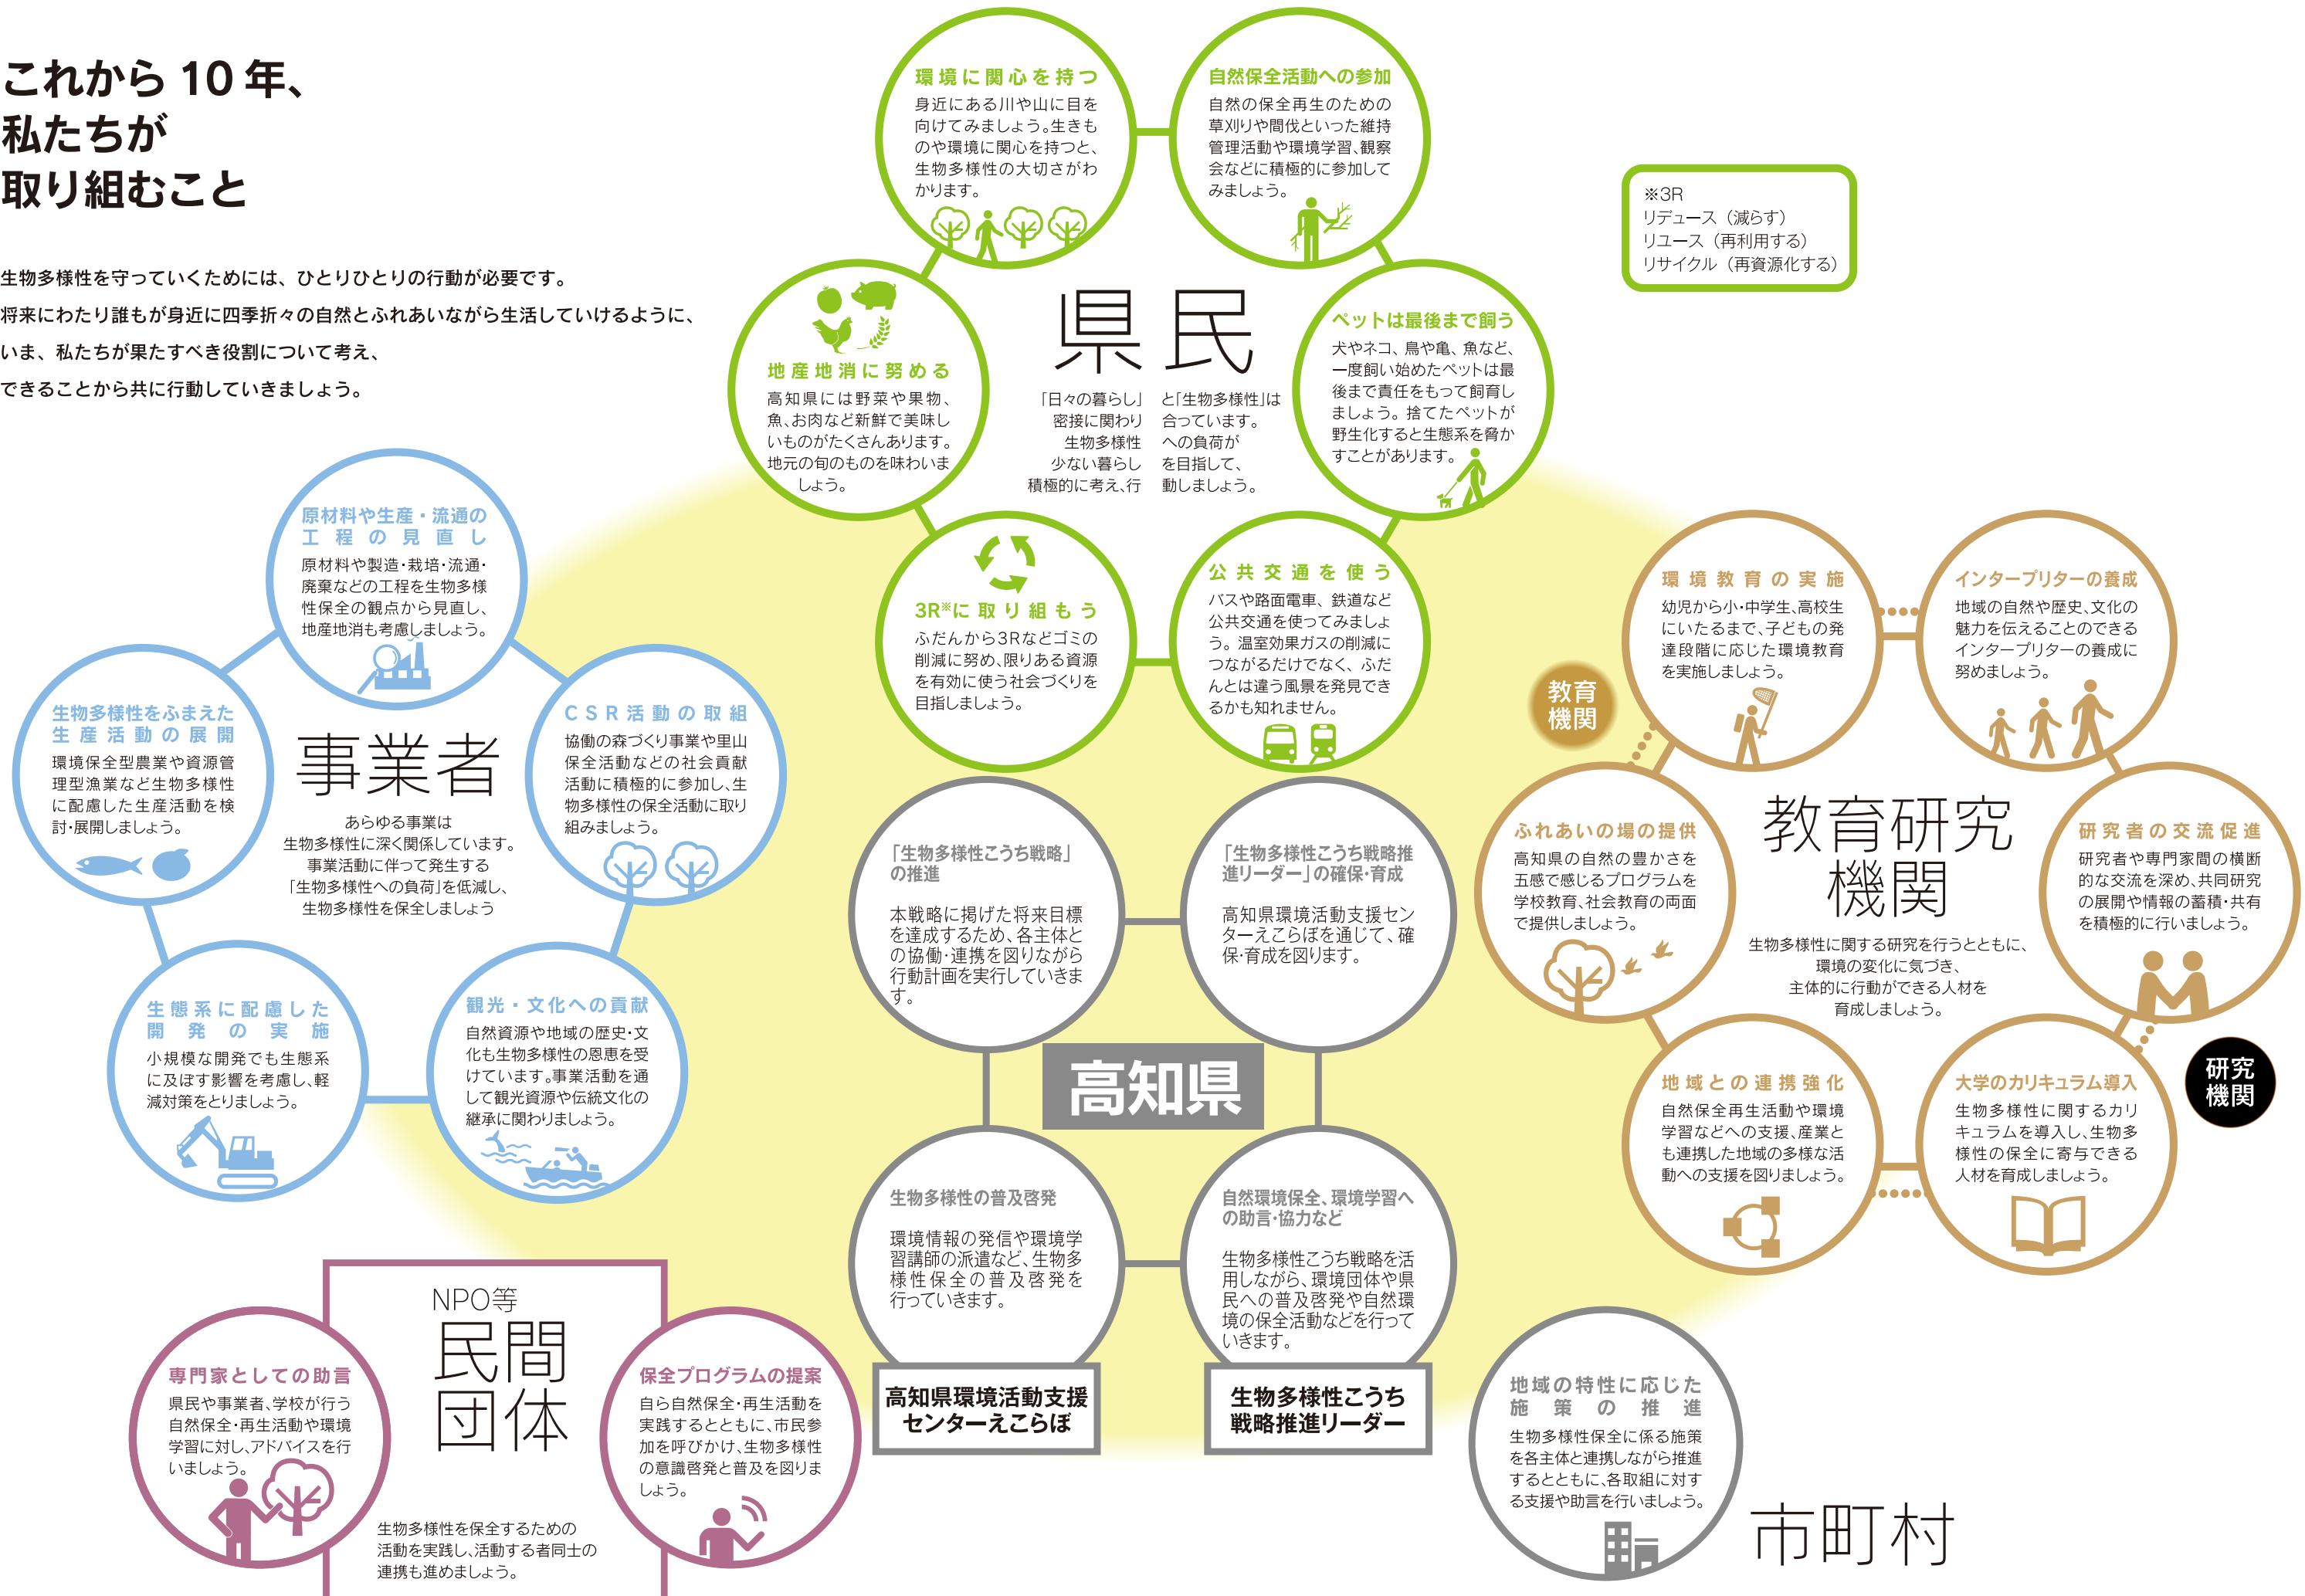 これから 10 年、
私たちが
取り組むこと
生物多様性を守っていくためには、ひとりひとりの行動が必要です。
将来にわたり誰もが身近に四季折々の自然とふれあいながら生活していけるように、
いま、私たちが果たすべき役割について考え、
できることから共に行動していきましょう。
環境に関心を持つ
身近にある川や山に目を
向けてみましょう。生きも
のや環境に関心を持つと、
生物多様性の大切さがわ
かります。
自然保全活動への参加
自然の保全再生のための
草刈りや間伐といった維持
管理活動や環境学習、観察
会などに積極的に参加して
みましょう。
※3R
リデュース（減らす）
リユース（再利用する）
リサイクル（再資源化する）
地産地消に努める
高知県には野菜や果物、
魚、お肉など新鮮で美味し
いものがたくさんあります。
地元の旬のものを味わいま
しょう。
県民
「日々の暮らし」と「生物多様性」は
密接に関わり合っています。
生物多様性への負荷が
少ない暮らしを目指して、
積極的に考え、行動しましょう。
ペットは最後まで飼う
犬やネコ、鳥や亀、魚など、
一度飼い始めたペットは最
後まで責任をもって飼育し
ましょう。捨てたペットが
野生化すると生態系を脅か
すことがあります。
3R※に取り組もう
ふだんから3Rなどゴミの
削減に努め、限りある資源
を有効に使う社会づくりを
目指しましょう。
公共交通を使う
バスや路面電車、鉄道など
公共交通を使ってみましょ
う。温室効果ガスの削減に
つながるだけでなく、ふだ
んとは違う風景を発見でき
るかも知れません。
原材料や生産・流通の
工程の見直し
原材料や製造・栽培・流通・
廃棄などの工程を生物多様
性保全の観点から見直し、
地産地消も考慮しましょう。
生物多様性をふまえた
生産活動の展開
環境保全型農業や資源管
理型漁業など生物多様性
に配慮した生産活動を検
討・展開しましょう。
事業者
あらゆる事業は
生物多様性に深く関係しています。
事業活動に伴って発生する
「生物多様性への負荷」を低減し、
生物多様性を保全しましょう
CSR活動の取組
協働の森づくり事業や里山
保全活動などの社会貢献
活動に積極的に参加し、生
物多様性の保全活動に取り
組みましょう。
生態系に配慮した
開発の実施
小規模な開発でも生態系
に及ぼす影響を考慮し、軽
減対策をとりましょう。
観光・文化への貢献
自然資源や地域の歴史・文
化も生物多様性の恩恵を受
けています。事業活動を通
して観光資源や伝統文化の
継承に関わりましょう。
教育
機関
環境教育の実施
幼児から小・中学生、高校生
にいたるまで、子どもの発
達段階に応じた環境教育
を実施しましょう。
インタープリターの養成
地域の自然や歴史、文化の
魅力を伝えることのできる
インタープリターの養成に
努めましょう。
ふれあいの場の提供
高知県の自然の豊かさを
五感で感じるプログラムを
学校教育、社会教育の両面
で提供しましょう。
教育研究
機関
生物多様性に関する研究を行うとともに、
環境の変化に気づき、
主体的に行動ができる人材を
育成しましょう。
研究者の交流促進
研究者や専門家間の横断
的な交流を深め、共同研究
の展開や情報の蓄積・共有
を積極的に行いましょう。
地域との連携強化
自然保全再生活動や環境
学習などへの支援、産業と
も連携した地域の多様な活
動への支援を図りましょう。
大学のカリキュラム導入
生物多様性に関するカリ
キュラムを導入し、生物多
様性の保全に寄与できる
人材を育成しましょう。
研究
機関
「生物多様性こうち戦略」
の推進
本戦略に掲げた将来目標
を達成するため、各主体と
の協働・連携を図りながら
行動計画を実行していきま
す。
「生物多様性こうち戦略推
進リーダー」の確保・育成
高知県環境活動支援セン
ターえこらぼを通じて、確
保・育成を図ります。
高知県
生物多様性の普及啓発
環境情報の発信や環境学
習講師の派遣など、生物多
様性保全の普及啓発を
行っていきます。
高知県環境活動支援
センターえこらぼ
自然環境保全、環境学習へ
の助言・協力など
生物多様性こうち戦略を活
用しながら、環境団体や県
民への普及啓発や自然環
境の保全活動などを行って
いきます。
生物多様性こうち
戦略推進リーダー
NPO等
民間
団体
専門家としての助言
県民や事業者、学校が行う
自然保全・再生活動や環境
学習に対し、アドバイスを行
いましょう。
保全プログラムの提案
自ら自然保全・再生活動を
実践するとともに、市民参
加を呼びかけ、生物多様性
の意識啓発と普及を図りま
しょう。
生物多様性を保全するための
活動を実践し、活動する者同士の
連携も進めましょう。
地域の特性に応じた
施策の推進
生物多様性保全に係る施策
を各主体と連携しながら推進
するとともに、各取組に対す
る支援や助言を行いましょう。
市町村